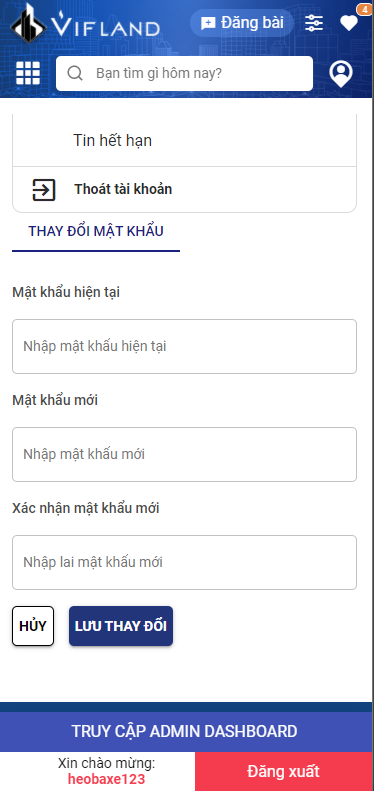 VIFLAND
Đăng bài
4
Bạn tìm gì hôm nay?
Tin hết hạn
Thoát tài khoản
THAY ĐỔI MẬT KHẨU
Mật khẩu hiện tại
Nhập mật khẩu hiện tại
Mật khẩu mới
Nhập mật khẩu mới
Xác nhận mật khẩu mới
Nhập lai mật khẩu mới
HỦY
LƯU THAY ĐỔI
TRUY CẬP ADMIN DASHBOARD
Xin chào mừng:
heobaxe123
Đăng xuất